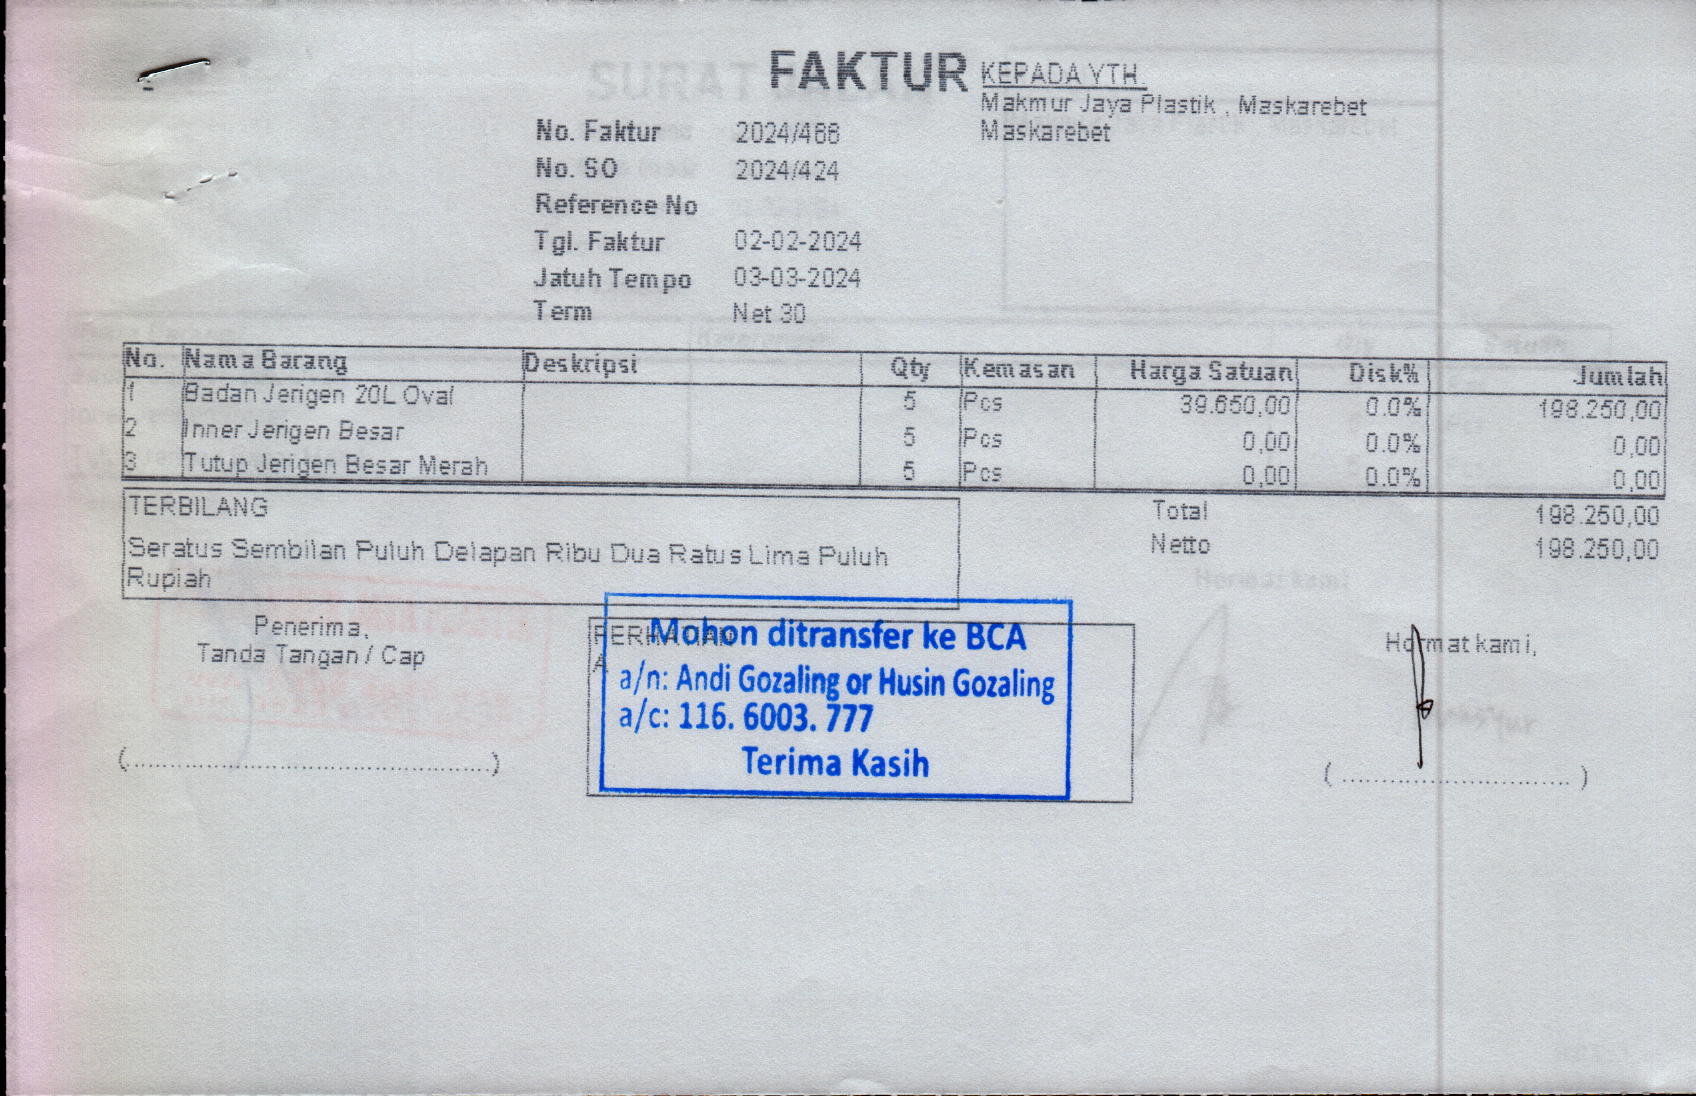 FAKTUR
KEPADA YTH.
Makmur Jaya Plastik , Maskarebet
Maskarebet
No. Faktur 2024/466
No. SO 2024/424
Reference No
Tgl. Faktur 02-02-2024
Jatuh Tempo 03-03-2024
Term Net 30
No. Nama Barang Deskripsi Qty Kemasan Harga Satuan Disk% Jumlah
1 Badan Jerigen 20L Oval 5 Pcs 39.650,00 0.0% 198.250,00
2 Inner Jerigen Besar 5 Pcs 0,00 0.0% 0,00
3 Tutup Jerigen Besar Merah 5 Pcs 0,00 0.0% 0,00
TERBILANG
Seratus Sembilan Puluh Delapan Ribu Dua Ratus Lima Puluh
Rupiah
Total 198.250,00
Netto 198.250,00
Penerima,
Tanda Tangan / Cap
(................................................)
PERHATIAN
A
Mohon ditransfer ke BCA
a/n: Andi Gozaling or Husin Gozaling
a/c: 116. 6003. 777
Terima Kasih
Hormat kami,
( .............................. )